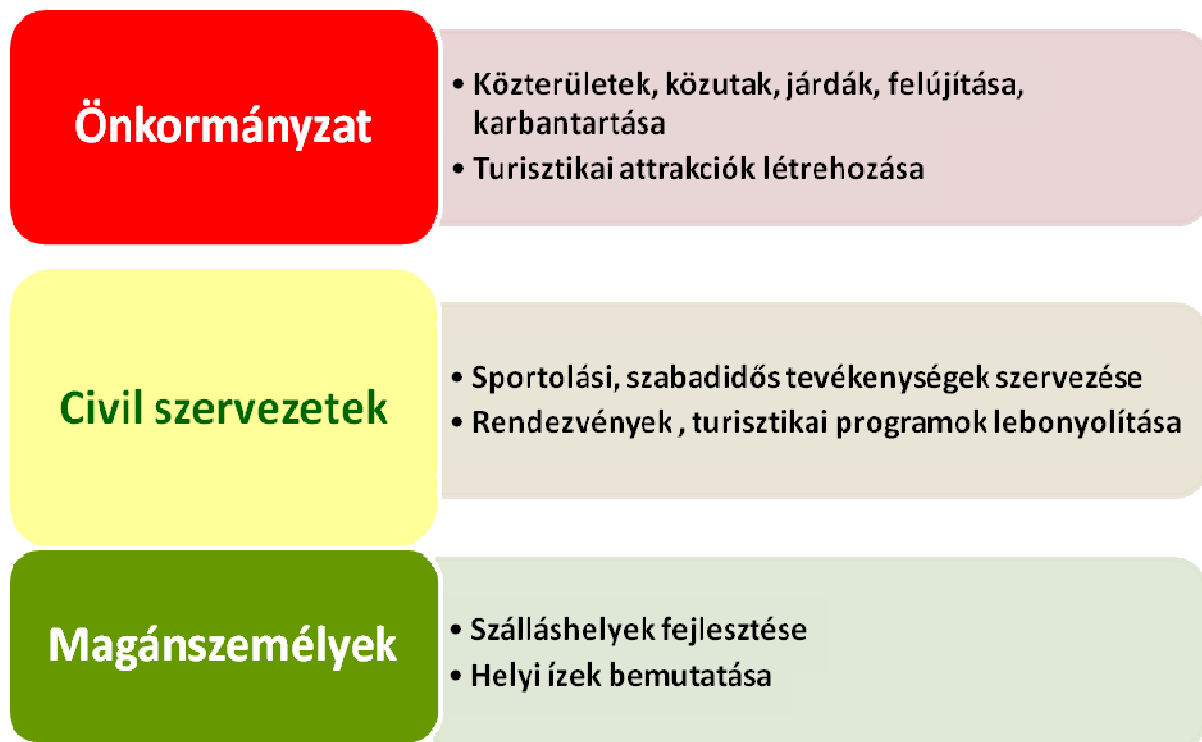 Önkormányzat
• Közterületek, közutak, járdák, felújítása,
karbantartása
• Turisztikai attrakciók létrehozása
Civil szervezetek
• Sportolási, szabadidős tevékenységek szervezése
• Rendezvények , turisztikai programok lebonyolítása
Magánszemélyek
• Szálláshelyek fejlesztése
• Helyi ízek bemutatása